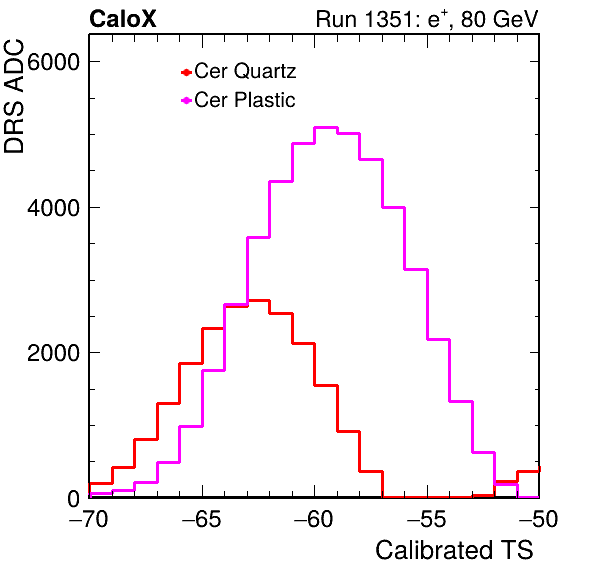 CaloX Run 1351: e+, 80 GeV
DRS ADC
6000
4000
2000
0
Cer Quartz
Cer Plastic
−70 −65 −60 −55 −50
Calibrated TS